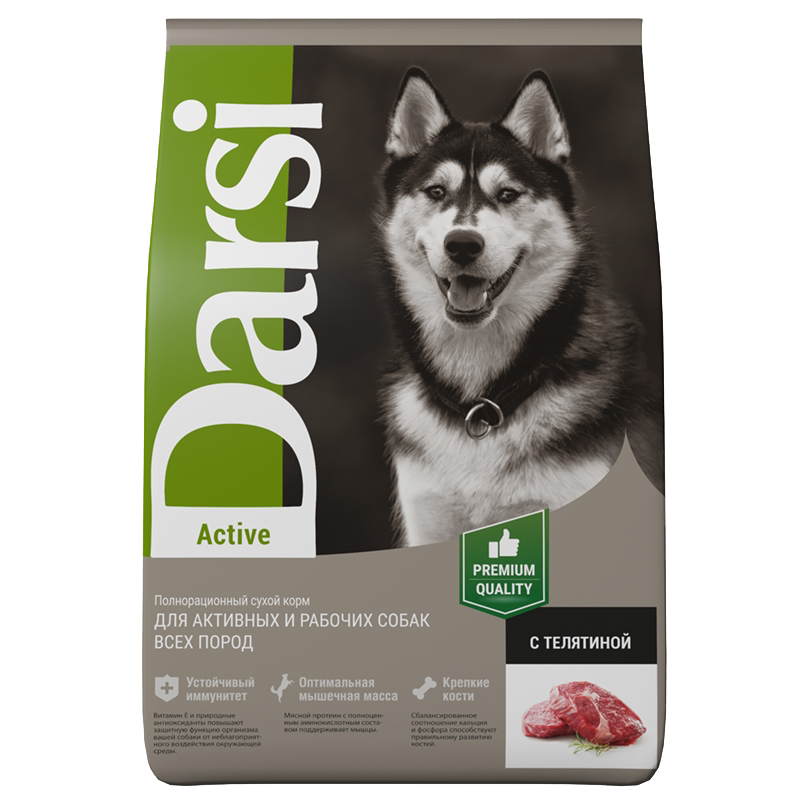 Darsi
Active
PREMIUM
QUALITY
Полнорационный сухой корм
ДЛЯ АКТИВНЫХ И РАБОЧИХ СОБАК
ВСЕХ ПОРОД
С ТЕЛЯТИНОЙ
Устойчивый
иммунитет
Витамин Е и природные
антиоксиданты повышают
защитную функцию организма
вашей собаки от неблагоприят-
ного воздействия окружающей
среды.
Оптимальная
мышечная масса
Мясной протеин с полноцен-
ным аминокислотным соста-
вом поддерживает мышцы.
Крепкие
кости
Сбалансированное
соотношение кальция
и фосфора способствуют
правильному развитию
костей.